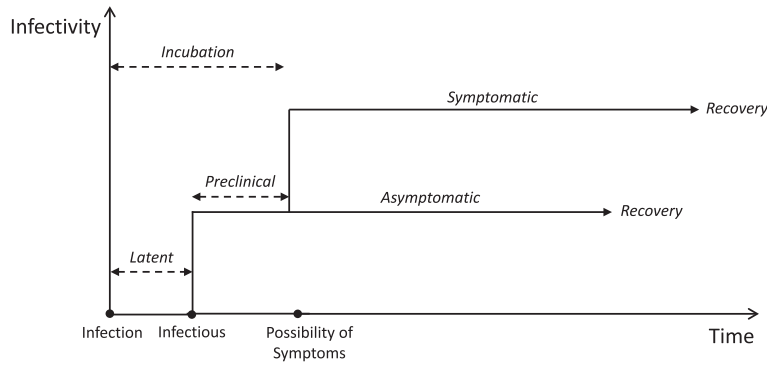 Infectivity
Incubation
Symptomatic
Recovery
Preclinical
Asymptomatic
Recovery
Latent
Infection
Infectious
Possibility of
Symptoms
Time